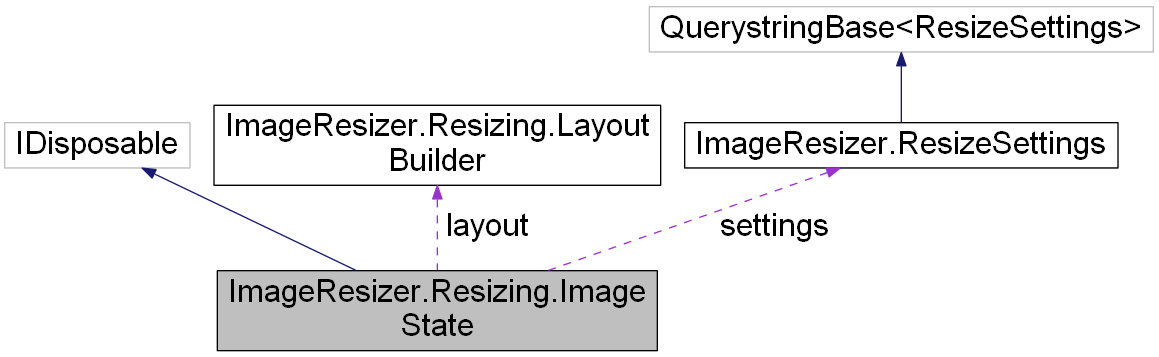 QuerystringBase<ResizeSettings>
IDisposable
ImageResizer.Resizing.Layout
Builder
ImageResizer.ResizeSettings
layout
settings
ImageResizer.Resizing.Image
State